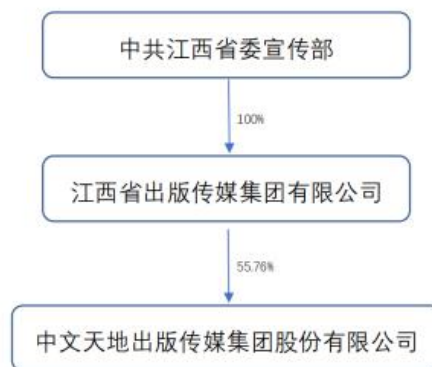 中共江西省委宣传部
100%
江西省出版传媒集团有限公司
55.76%
中文天地出版传媒集团股份有限公司